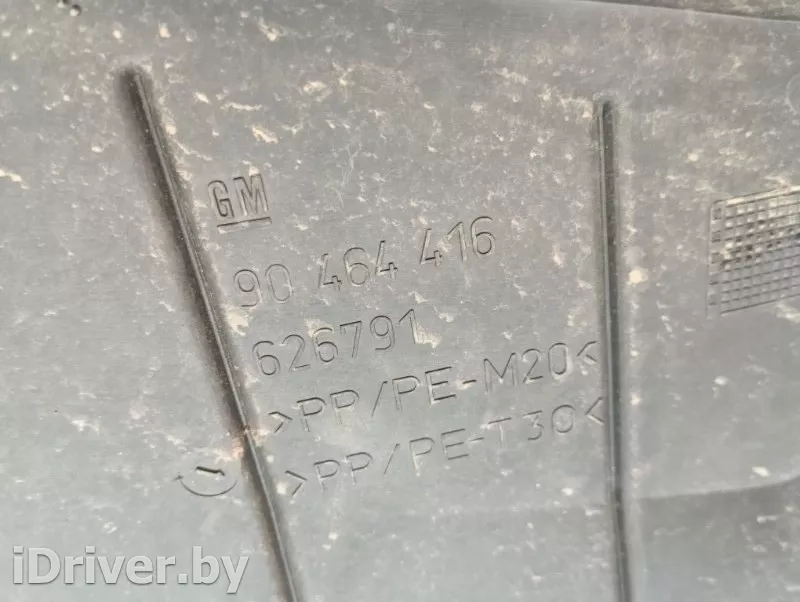 GM
90 464 416
626791
>PP/PE-M20<
>PP/PE-T30<
iDriver.by